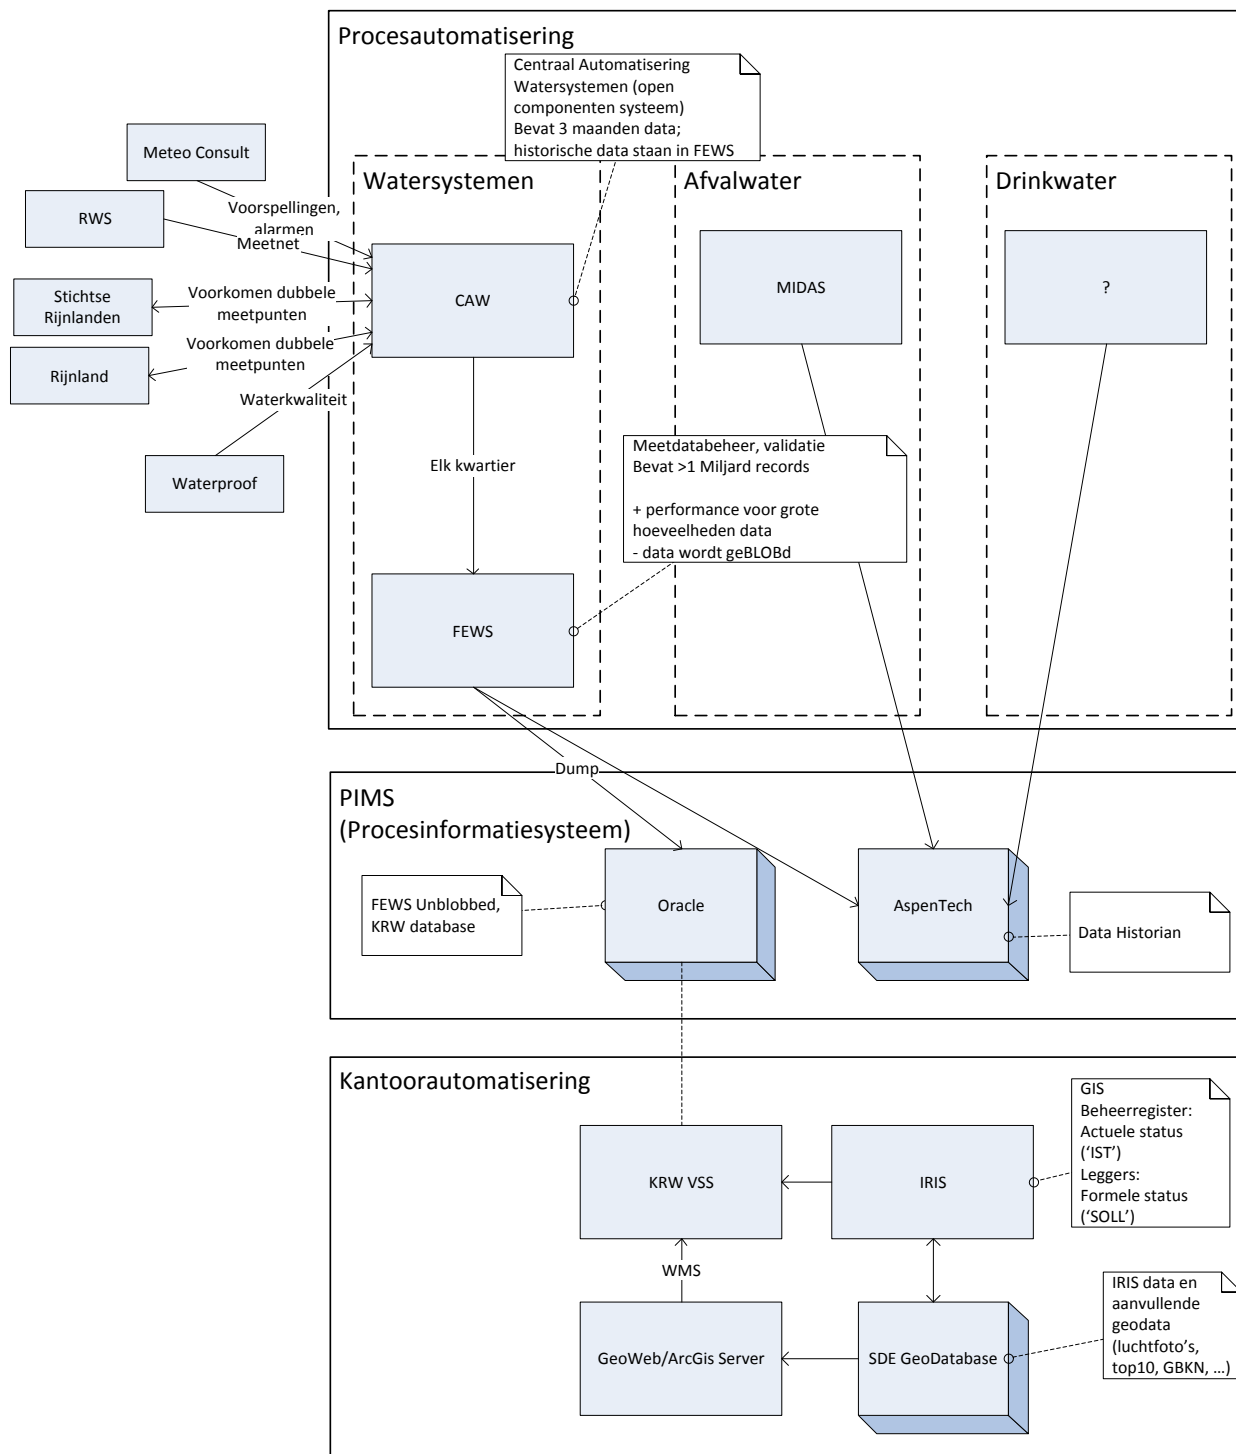 Procesautomatisering
Centraal Automatisering
Watersystemen (open
componenten systeem)
Bevat 3 maanden data;
historische data staan in FEWS
Meteo Consult
RWS
Stichtse
Rijnlanden
Rijnland
Waterproof
Voorspellingen,
alarmen
Meetnet
Voorkomen dubbele
meetpunten
Voorkomen dubbele
meetpunten
Waterkwaliteit
Watersystemen
Afvalwater
Drinkwater
CAW
MIDAS
?
Elk kwartier
Meetdatabeheer, validatie
Bevat >1 Miljard records
+ performance voor grote
hoeveelheden data
- data wordt geBLOBd
FEWS
Dump
PIMS
(Procesinformatiesysteem)
FEWS Unblobbed,
KRW database
Oracle
AspenTech
Data Historian
Kantoorautomatisering
GIS
Beheerregister:
Actuele status
(‘IST’)
Leggers:
Formele status
(‘SOLL’)
KRW VSS
IRIS
WMS
GeoWeb/ArcGis Server
SDE GeoDatabase
IRIS data en
aanvullende
geodata
(luchtfoto’s,
top10, GBKN, …)